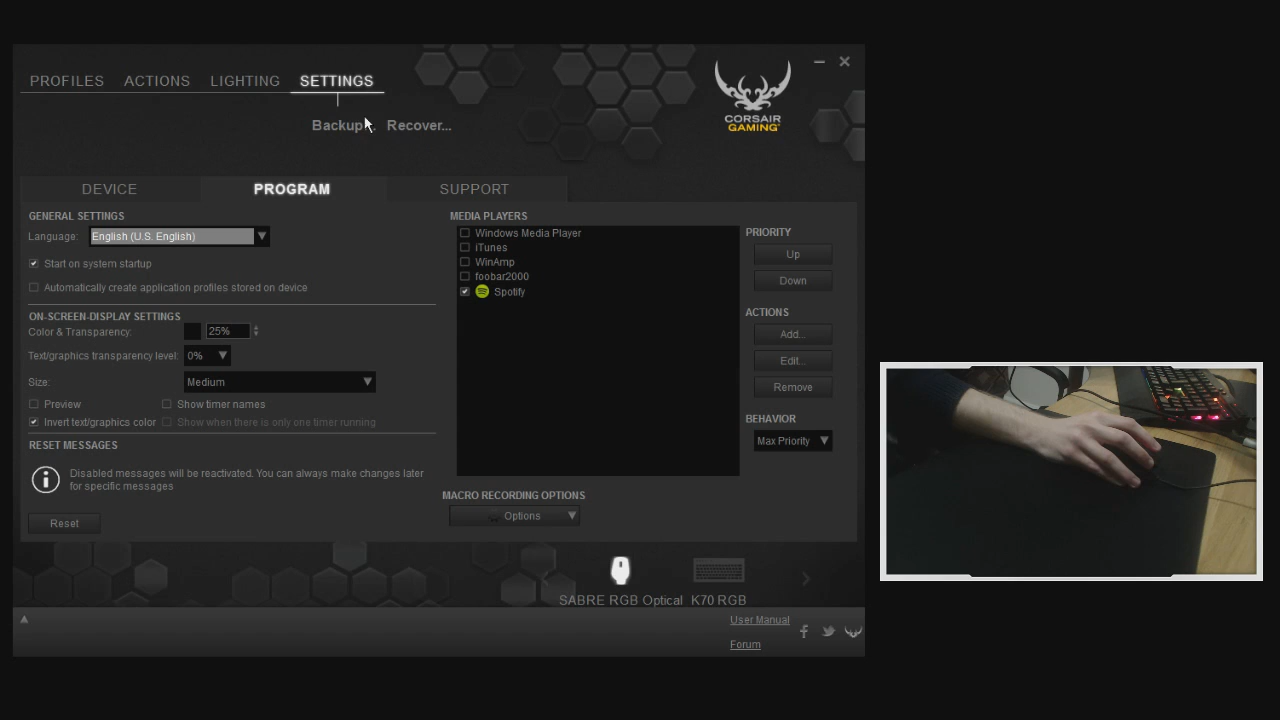 PROFILES ACTIONS LIGHTING SETTINGS
Backup... Recover...
CORSAIR
GAMING
DEVICE PROGRAM SUPPORT
GENERAL SETTINGS
Language: English (U.S. English)
Start on system startup
Automatically create application profiles stored on device
ON-SCREEN-DISPLAY SETTINGS
Color & Transparency: 25%
Text/graphics transparency level: 0%
Size: Medium
Preview Show timer names
Invert text/graphics color Show when there is only one timer running
RESET MESSAGES
Disabled messages will be reactivated. You can always make changes later
for specific messages
Reset
MEDIA PLAYERS
Windows Media Player
iTunes
WinAmp
foobar2000
Spotify
PRIORITY
Up
Down
ACTIONS
Add...
Edit...
Remove
BEHAVIOR
Max Priority
MACRO RECORDING OPTIONS
Options
SABRE RGB Optical K70 RGB
User Manual
Forum